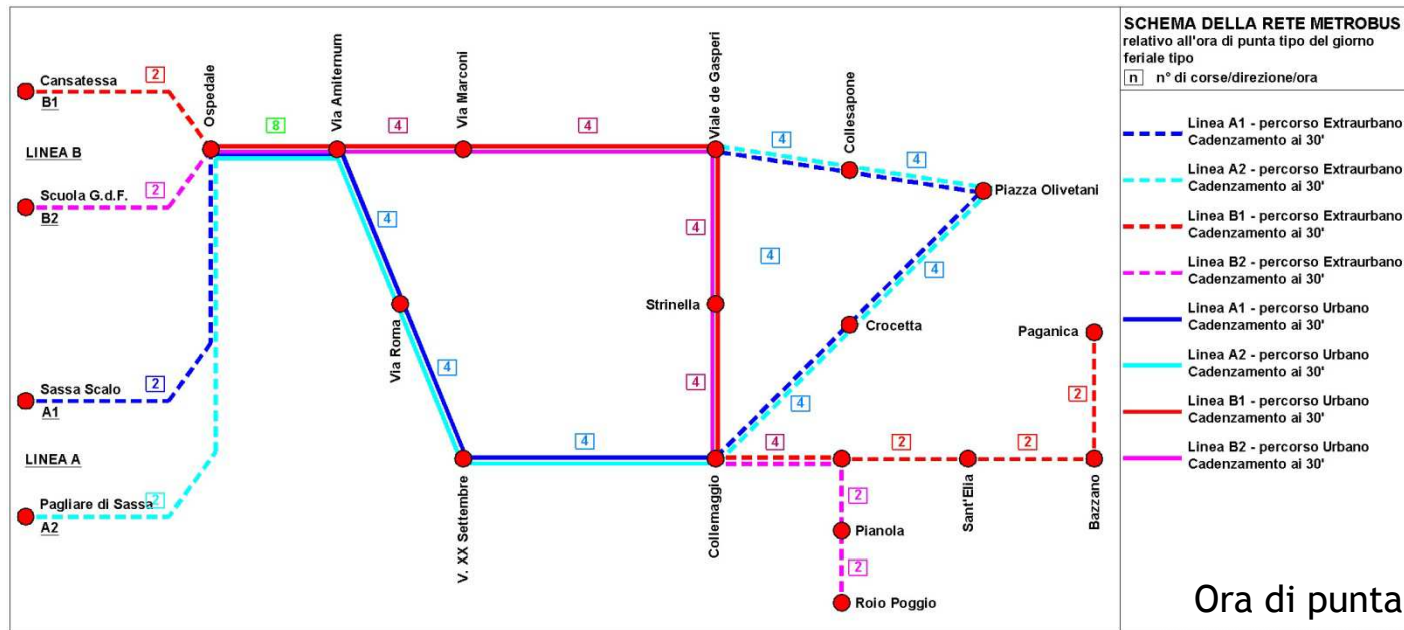 SCHEMA DELLA RETE METROBUS
relativo all'ora di punta tipo del giorno
feriale tipo
n n° di corse/direzione/ora
Linea A1 - percorso Extraurbano
Cadenzamento ai 30'
Linea A2 - percorso Extraurbano
Cadenzamento ai 30'
Linea B1 - percorso Extraurbano
Cadenzamento ai 30'
Linea B2 - percorso Extraurbano
Cadenzamento ai 30'
Linea A1 - percorso Urbano
Cadenzamento ai 30'
Linea A2 - percorso Urbano
Cadenzamento ai 30'
Linea B1 - percorso Urbano
Cadenzamento ai 30'
Linea B2 - percorso Urbano
Cadenzamento ai 30'
Cansatessa
B1
2
LINEA B
Scuola G.d.F.
B2
2
Sassa Scalo
A1
2
LINEA A
Pagliare di Sassa
A2
2
Ospedale
8
Via Amiternum
4
Via Marconi
4
Viale de Gasperi
4
Collesapone
4
Piazza Olivetani
4
Via Roma
4
4
Strinella
4
4
4
Crocetta
4
V. XX Settembre
4
Collemaggio
4
2
Sant'Elia
2
Bazzano
2
Paganica
2
Pianola
2
Roio Poggio
Ora di punta